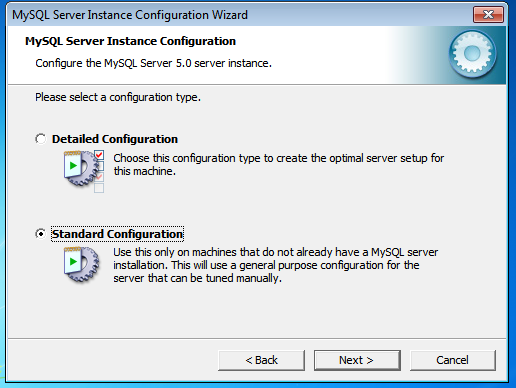 MySQL Server Instance Configuration Wizard
MySQL Server Instance Configuration
Configure the MySQL Server 5.0 server instance.
Please select a configuration type.
Detailed Configuration
Choose this configuration type to create the optimal server setup for
this machine.
Standard Configuration
Use this only on machines that do not already have a MySQL server
installation. This will use a general purpose configuration for the
server that can be tuned manually.
< Back
Next >
Cancel